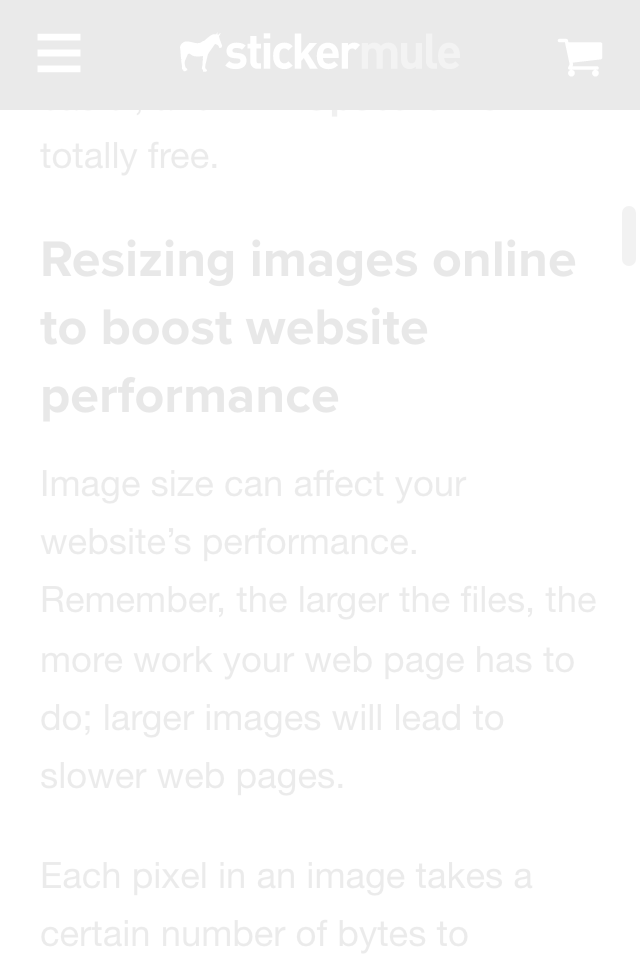 stickermule
totally free.
Resizing images online
to boost website
performance
Image size can affect your
website’s performance.
Remember, the larger the files, the
more work your web page has to
do; larger images will lead to
slower web pages.
Each pixel in an image takes a
certain number of bytes to